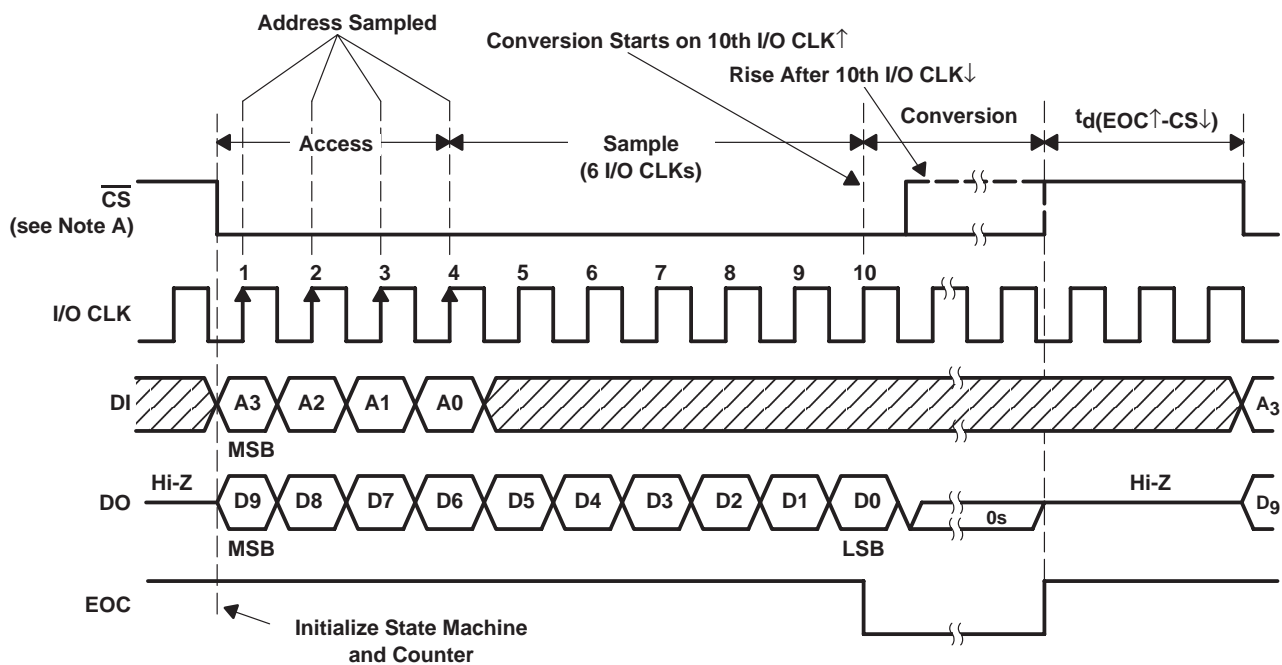 Address Sampled
Conversion Starts on 10th I/O CLK↑
Rise After 10th I/O CLK↓
Access
Sample
(6 I/O CLKs)
Conversion
td(EOC↑-CS↓)
CS
(see Note A)
1 2 3 4 5 6 7 8 9 10
I/O CLK
DI
A3 A2 A1 A0 A3
MSB
Hi-Z
Hi-Z
DO
D9 D8 D7 D6 D5 D4 D3 D2 D1 D0 0s D9
MSB LSB
EOC
Initialize State Machine
and Counter